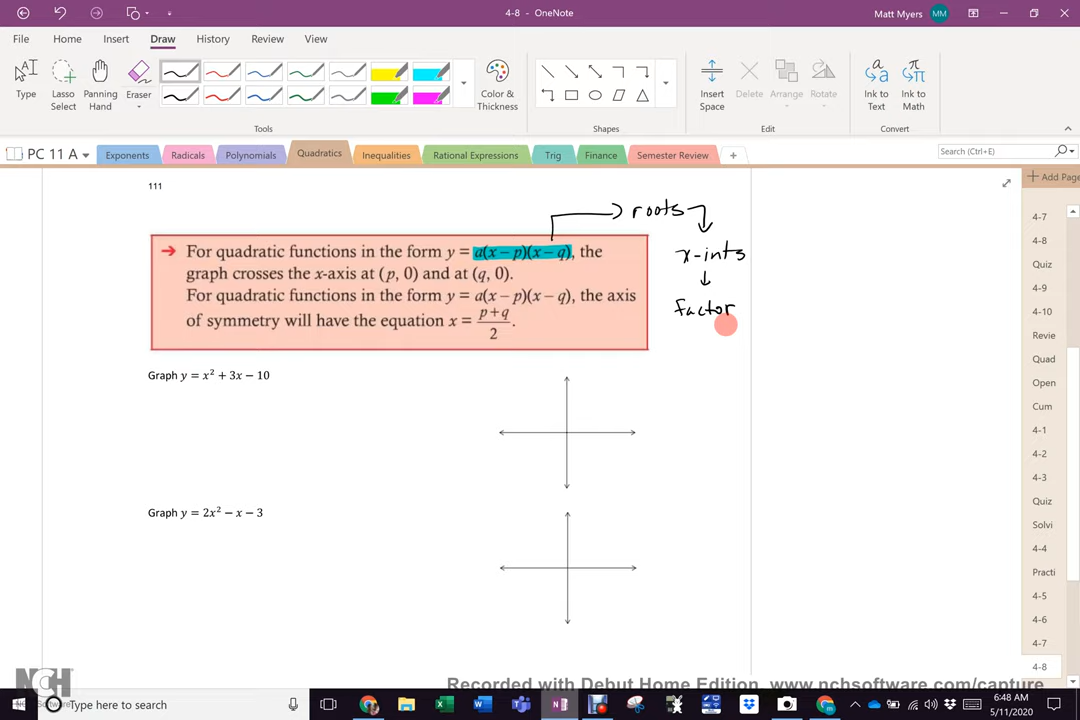 4-8 - OneNote
Matt Myers MM
File Home Insert Draw History Review View
Type Lasso Select Panning Hand Eraser Color & Thickness Insert Space Delete Arrange Rotate Ink to Text Ink to Math
Tools Shapes Edit Convert
PC 11 A Exponents Radicals Polynomials Quadratics Inequalities Rational Expressions Trig Finance Semester Review Search (Ctrl+E)
Add Page
111
roots
For quadratic functions in the form y = a(x − p)(x − q), the
graph crosses the x-axis at (p, 0) and at (q, 0).
For quadratic functions in the form y = a(x − p)(x − q), the axis
of symmetry will have the equation x = p + q / 2.
x-ints
factor
Graph y = x² + 3x − 10
Graph y = 2x² − x − 3
4-7
4-8
Quiz
4-9
4-10
Revie
Quad
Open
Cum
4-1
4-2
4-3
Quiz
Solvi
4-4
Practi
4-5
4-6
4-7
4-8
NCH
Software
Recorded with Debut Home Edition. www.nchsoftware.com/capture
Type here to search
6:48 AM
5/11/2020